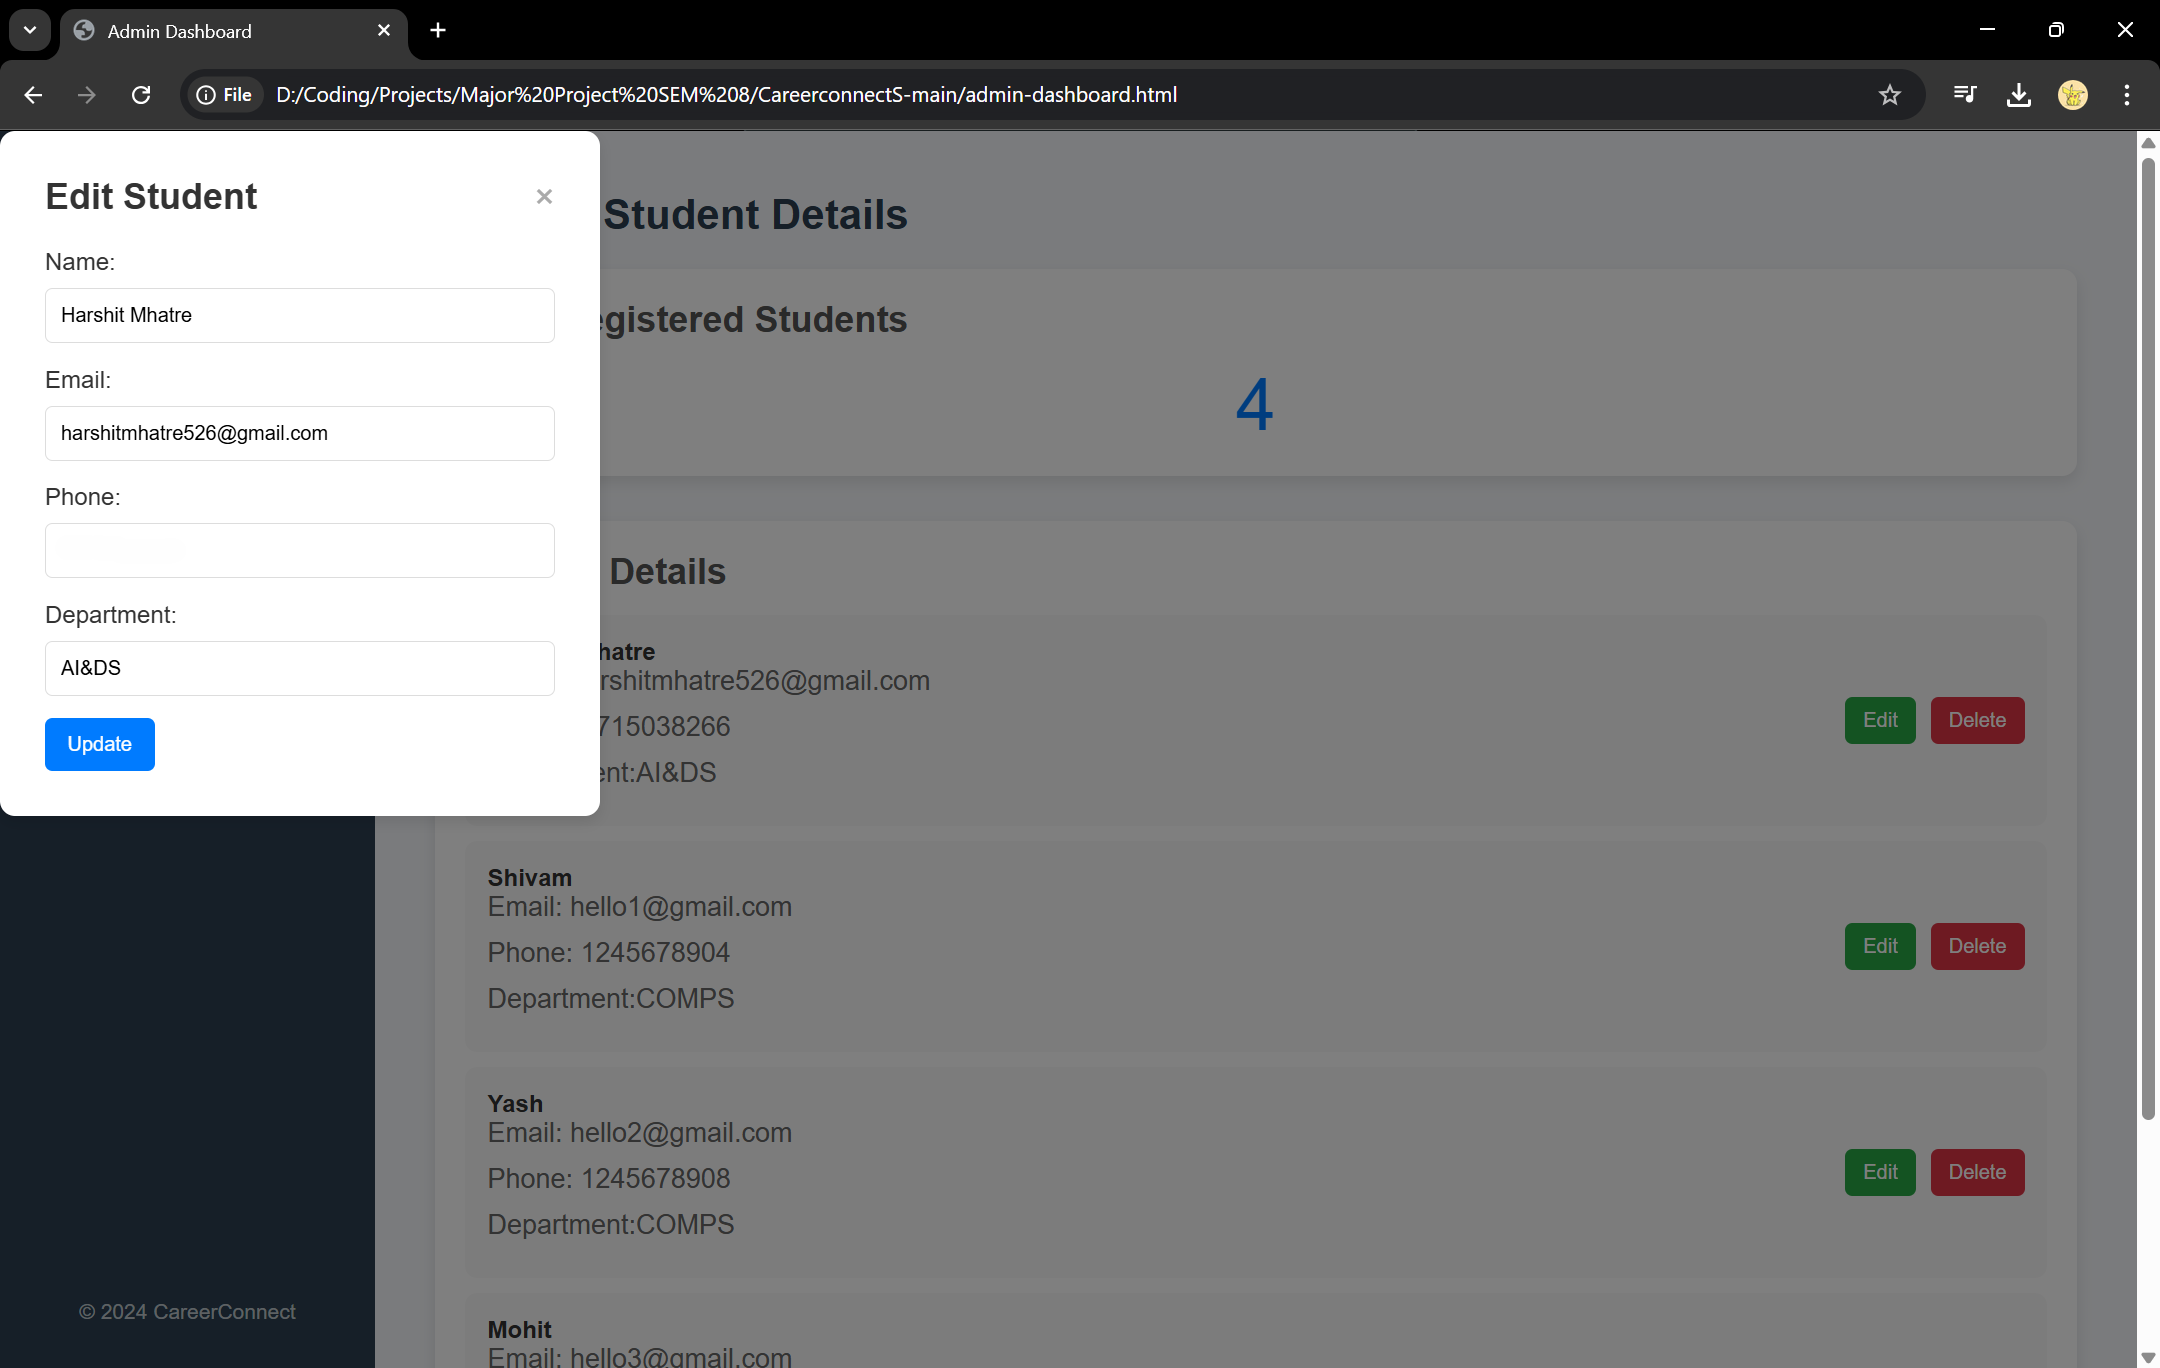 Admin Dashboard
File
D:/Coding/Projects/Major%20Project%20SEM%208/CareerconnectS-main/admin-dashboard.html
Edit Student
×
Name:
Harshit Mhatre
Email:
harshitmhatre526@gmail.com
Phone:
Department:
AI&DS
Update
Student Details
egistered Students
4
Details
hatre
rshitmhatre526@gmail.com
715038266
ent:AI&DS
Edit
Delete
Shivam
Email: hello1@gmail.com
Phone: 1245678904
Department:COMPS
Edit
Delete
Yash
Email: hello2@gmail.com
Phone: 1245678908
Department:COMPS
Edit
Delete
Mohit
Email: hello3@gmail.com
© 2024 CareerConnect